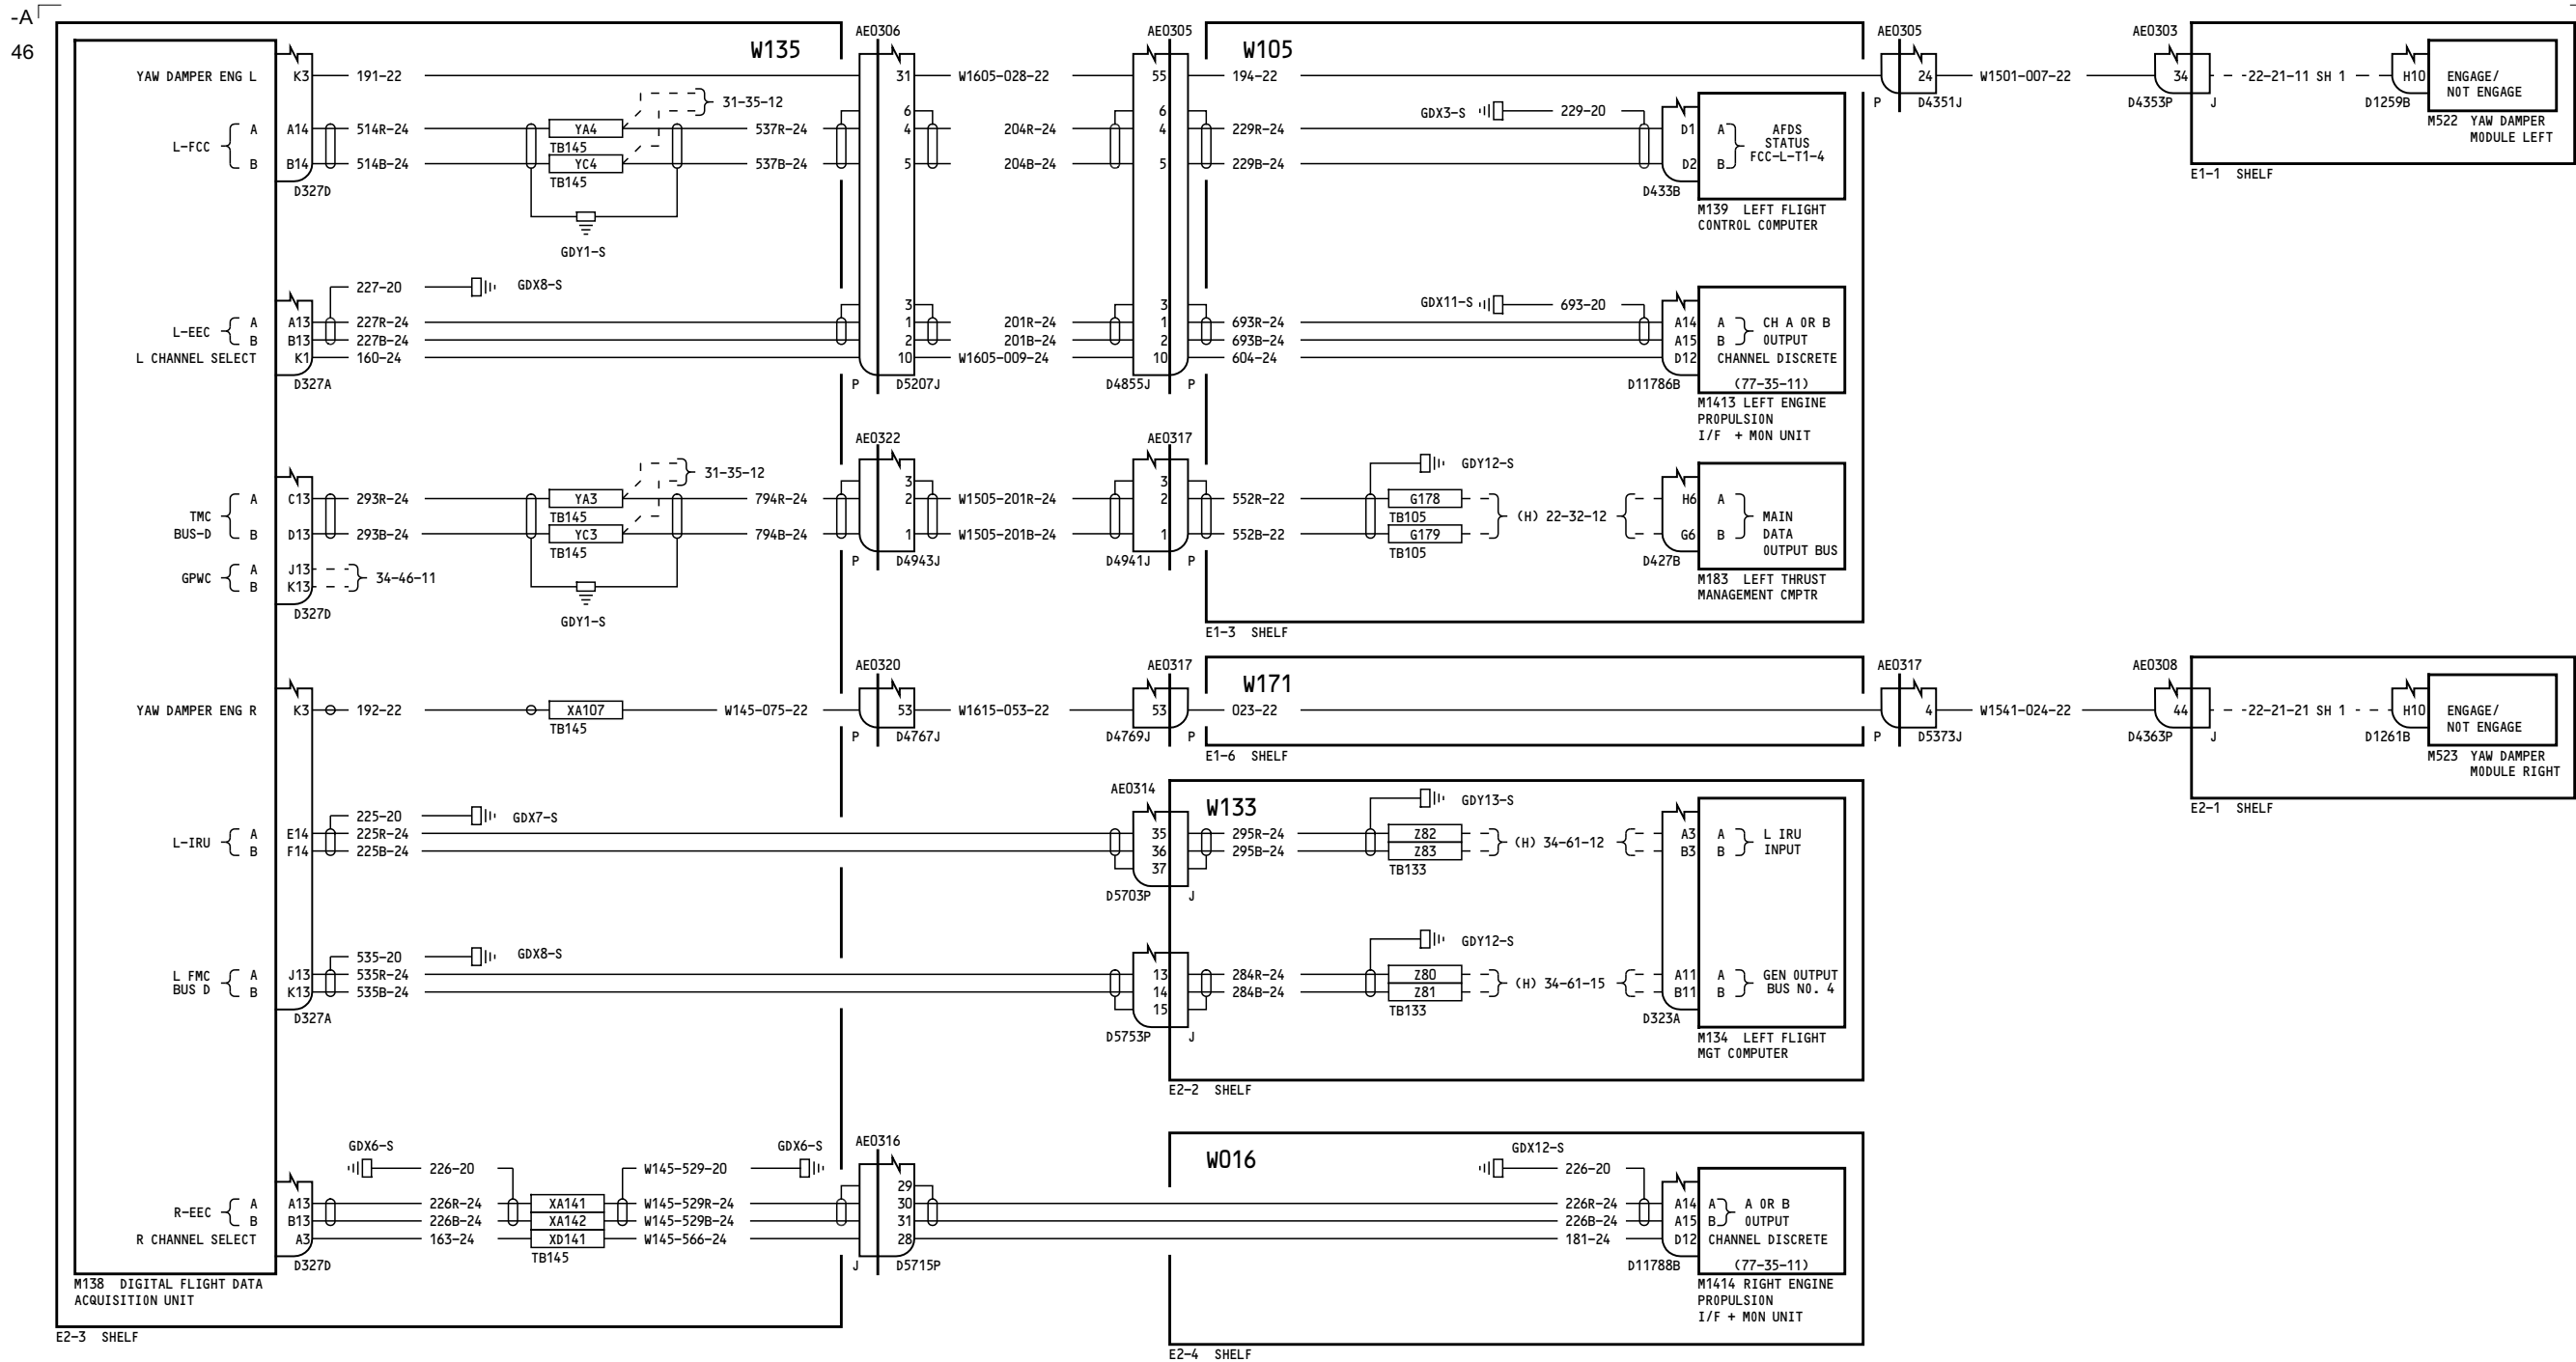 -A
46
W135
AE0306
AE0305
W105
AE0305
AE0303
YAW DAMPER ENG L
K3
191-22
31
W1605-028-22
55
194-22
24
W1501-007-22
34
-22-21-11 SH 1
H10
ENGAGE/
NOT ENGAGE
P
D4351J
D4353P
J
D1259B
M522 YAW DAMPER
MODULE LEFT
E1-1 SHELF
31-35-12
6
6
GDX3-S
229-20
L-FCC
A
A14
514R-24
YA4
TB145
537R-24
4
204R-24
4
229R-24
D1
A
B
B14
514B-24
YC4
TB145
537B-24
5
204B-24
5
229B-24
D2
B
AFDS
STATUS
FCC-L-T1-4
D327D
D433B
M139 LEFT FLIGHT
CONTROL COMPUTER
GDY1-S
227-20
GDX8-S
3
3
GDX11-S
693-20
L-EEC
A
A13
227R-24
1
201R-24
1
693R-24
A14
A
CH A OR B
B
B13
227B-24
2
201B-24
2
693B-24
A15
B
OUTPUT
L CHANNEL SELECT
K1
160-24
10
W1605-009-24
10
604-24
D12
CHANNEL DISCRETE
D327A
P
D5207J
D4855J
P
D11786B
(77-35-11)
M1413 LEFT ENGINE
PROPULSION
I/F + MON UNIT
AE0322
AE0317
31-35-12
3
3
GDY12-S
TMC
BUS-D
A
C13
293R-24
YA3
TB145
794R-24
2
W1505-201R-24
2
552R-22
G178
TB105
(H) 22-32-12
H6
A
B
D13
293B-24
YC3
TB145
794B-24
1
W1505-201B-24
1
552B-22
G179
TB105
G6
B
MAIN
DATA
OUTPUT BUS
P
D4943J
D4941J
P
D427B
GPWC
A
J13
B
K13
34-46-11
D327D
GDY1-S
M183 LEFT THRUST
MANAGEMENT CMPTR
E1-3 SHELF
AE0320
AE0317
W171
AE0317
AE0308
YAW DAMPER ENG R
K3
192-22
XA107
TB145
W145-075-22
53
W1615-053-22
53
023-22
4
W1541-024-22
44
-22-21-21 SH 1
H10
ENGAGE/
NOT ENGAGE
P
D4767J
D4769J
P
P
D5373J
D4363P
J
D1261B
M523 YAW DAMPER
MODULE RIGHT
E1-6 SHELF
E2-1 SHELF
AE0314
W133
GDY13-S
225-20
GDX7-S
L-IRU
A
E14
225R-24
35
295R-24
Z82
(H) 34-61-12
A3
A
L IRU
B
F14
225B-24
36
295B-24
Z83
B3
B
INPUT
37
TB133
D5703P
J
535-20
GDX8-S
GDY12-S
L FMC
BUS D
A
J13
535R-24
13
284R-24
Z80
(H) 34-61-15
A11
A
GEN OUTPUT
B
K13
535B-24
14
284B-24
Z81
B11
B
BUS NO. 4
15
TB133
D327A
D5753P
J
D323A
M134 LEFT FLIGHT
MGT COMPUTER
E2-2 SHELF
GDX6-S
226-20
GDX6-S
W145-529-20
AE0316
W016
GDX12-S
226-20
29
R-EEC
A
A13
226R-24
XA141
W145-529R-24
30
226R-24
A14
A
A OR B
B
B13
226B-24
XA142
W145-529B-24
31
226B-24
A15
B
OUTPUT
R CHANNEL SELECT
A3
163-24
XD141
W145-566-24
28
181-24
D12
CHANNEL DISCRETE
D327D
TB145
J
D5715P
D11788B
(77-35-11)
M138 DIGITAL FLIGHT DATA
ACQUISITION UNIT
M1414 RIGHT ENGINE
PROPULSION
I/F + MON UNIT
E2-3 SHELF
E2-4 SHELF